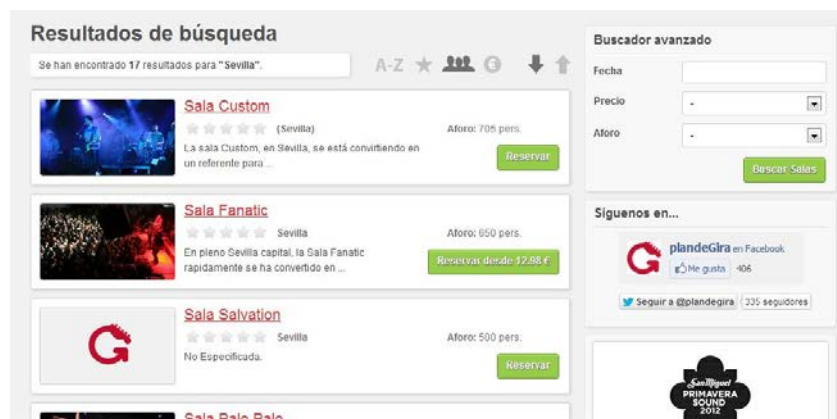 Resultados de búsqueda
Se han encontrado 17 resultados para "Sevilla".
A-Z
Sala Custom
(Sevilla)
Aforo: 705 pers.
La sala Custom, en Sevilla, se está convirtiendo en
un referente para ...
Reservar
Sala Fanatic
Sevilla
Aforo: 650 pers.
En pleno Sevilla capital, la Sala Fanatic
rapidamente se ha convertido en ...
Reservar desde 12.98 €
Sala Salvation
Sevilla
Aforo: 500 pers.
No Especificada.
Reservar
Sala Palo Palo
Buscador avanzado
Fecha
Precio
-
Aforo
-
Buscar Salas
Síguenos en...
plandeGira en Facebook
Me gusta 406
Seguir a @plandegira 335 seguidores
San Miguel
PRIMAVERA
SOUND
2012